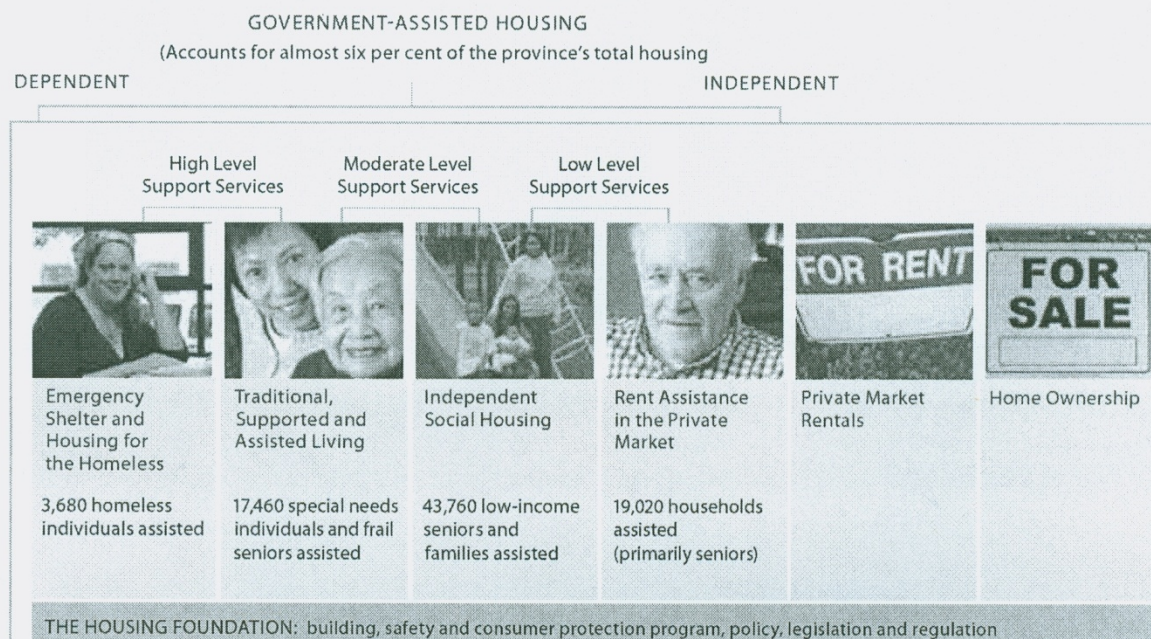 GOVERNMENT-ASSISTED HOUSING
(Accounts for almost six per cent of the province's total housing
DEPENDENT
INDEPENDENT
High Level
Support Services
Moderate Level
Support Services
Low Level
Support Services
FOR RENT
FOR
SALE
Emergency
Shelter and
Housing for
the Homeless
3,680 homeless
individuals assisted
Traditional,
Supported and
Assisted Living
17,460 special needs
individuals and frail
seniors assisted
Independent
Social Housing
43,760 low-income
seniors and
families assisted
Rent Assistance
in the Private
Market
19,020 households
assisted
(primarily seniors)
Private Market
Rentals
Home Ownership
THE HOUSING FOUNDATION: building, safety and consumer protection program, policy, legislation and regulation